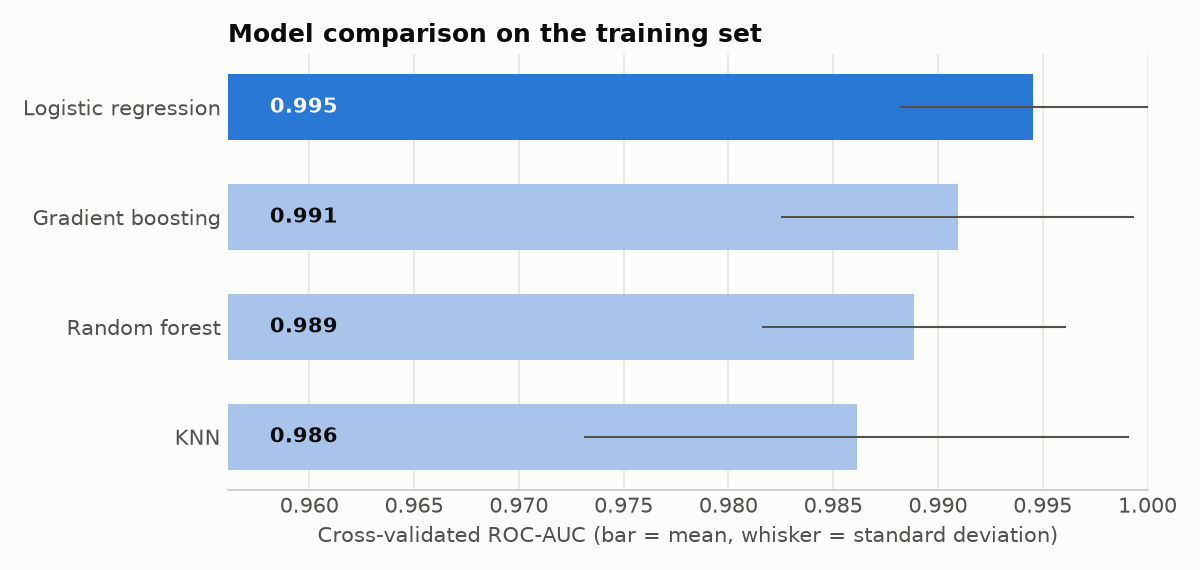 Model comparison on the training set
Logistic regression 0.995
Gradient boosting 0.991
Random forest 0.989
KNN 0.986
0.960 0.965 0.970 0.975 0.980 0.985 0.990 0.995 1.000
Cross-validated ROC-AUC (bar = mean, whisker = standard deviation)